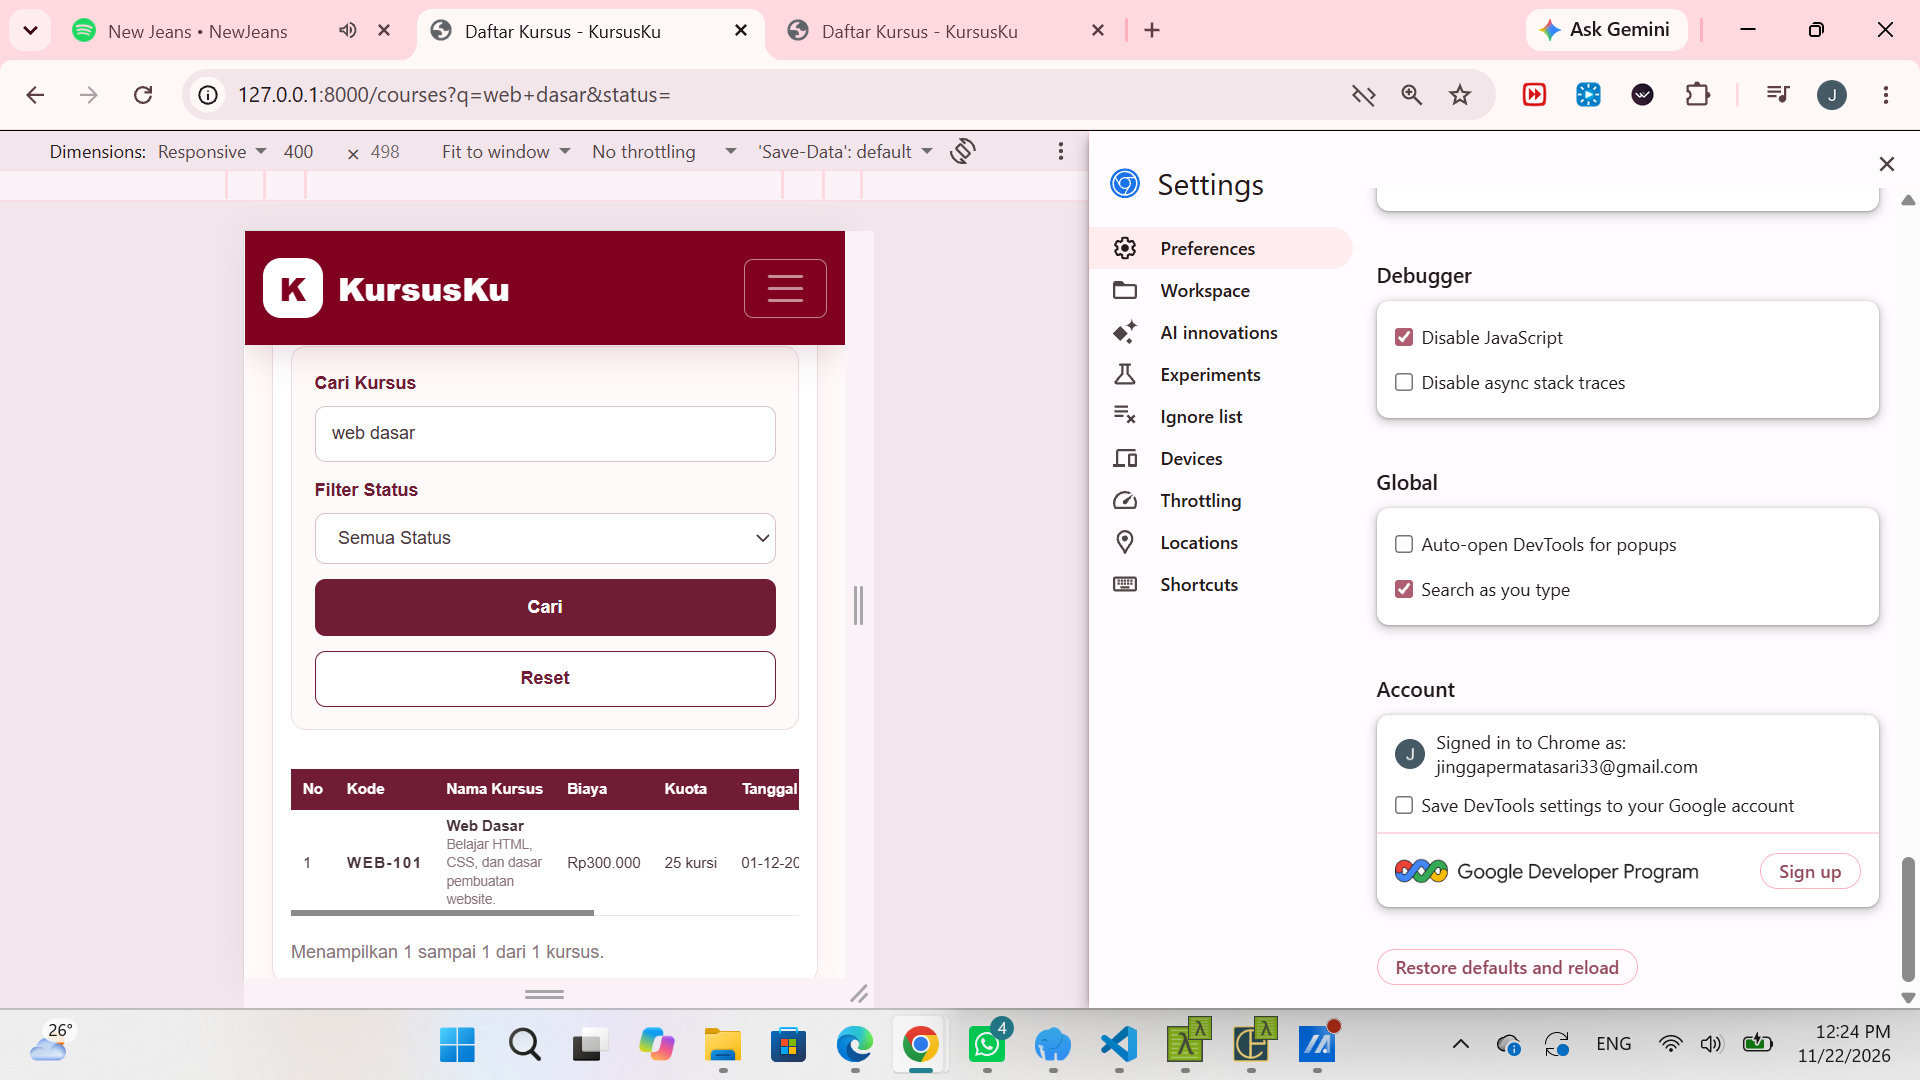 New Jeans • NewJeans
Daftar Kursus - KursusKu
Daftar Kursus - KursusKu
Ask Gemini
127.0.0.1:8000/courses?q=web+dasar&status=
J
Dimensions: Responsive 400 × 498 Fit to window No throttling 'Save-Data': default
K KursusKu
Cari Kursus
web dasar
Filter Status
Semua Status
Cari
Reset
No Kode Nama Kursus Biaya Kuota Tanggal
1 WEB-101 Web Dasar Rp300.000 25 kursi 01-12-20
Belajar HTML,
CSS, dan dasar
pembuatan
website.
Menampilkan 1 sampai 1 dari 1 kursus.
Settings
Preferences
Workspace
AI innovations
Experiments
Ignore list
Devices
Throttling
Locations
Shortcuts
Debugger
Disable JavaScript
Disable async stack traces
Global
Auto-open DevTools for popups
Search as you type
Account
J
Signed in to Chrome as:
jinggapermatasari33@gmail.com
Save DevTools settings to your Google account
Google Developer Program
Sign up
Restore defaults and reload
26°
4
λ
λ
λ
ENG
12:24 PM
11/22/2026